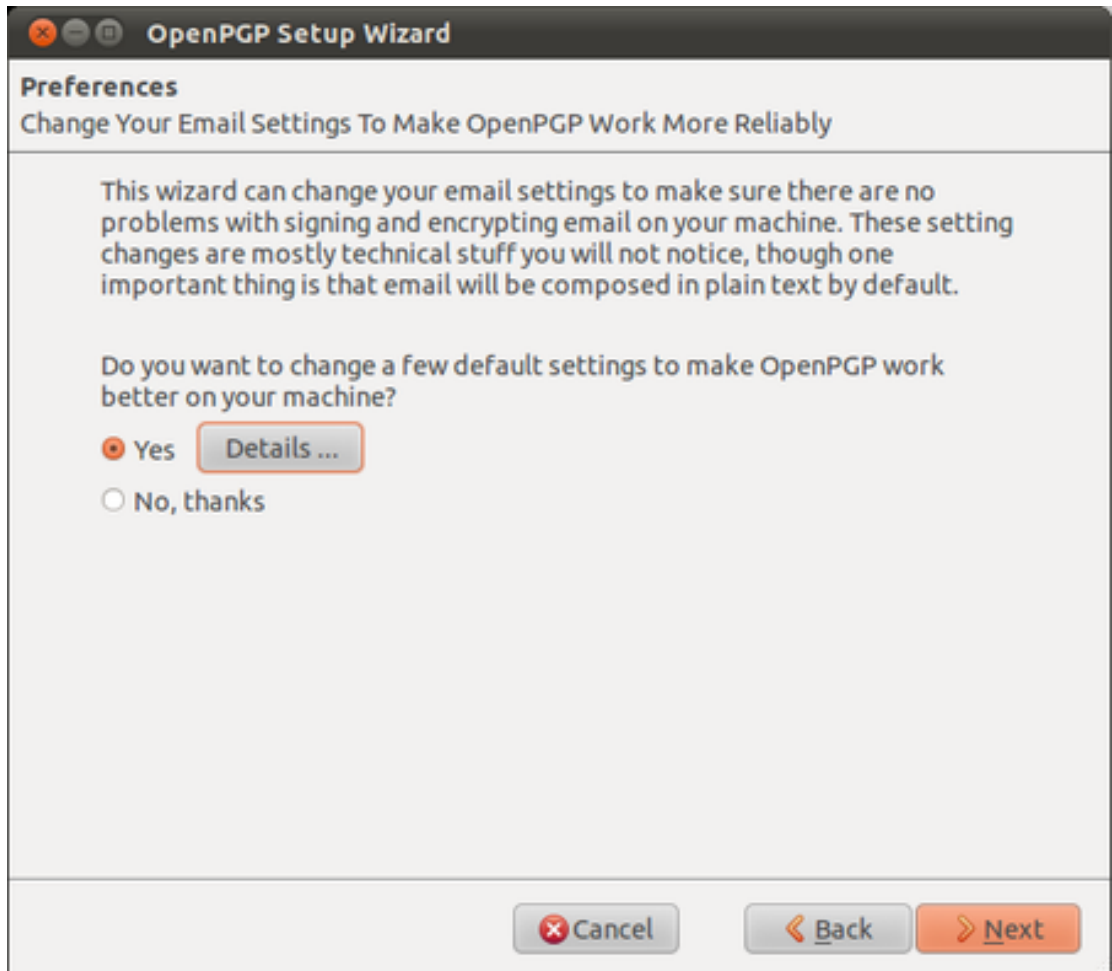 OpenPGP Setup Wizard
Preferences
Change Your Email Settings To Make OpenPGP Work More Reliably
This wizard can change your email settings to make sure there are no
problems with signing and encrypting email on your machine. These setting
changes are mostly technical stuff you will not notice, though one
important thing is that email will be composed in plain text by default.
Do you want to change a few default settings to make OpenPGP work
better on your machine?
Yes Details ...
No, thanks
Cancel Back Next